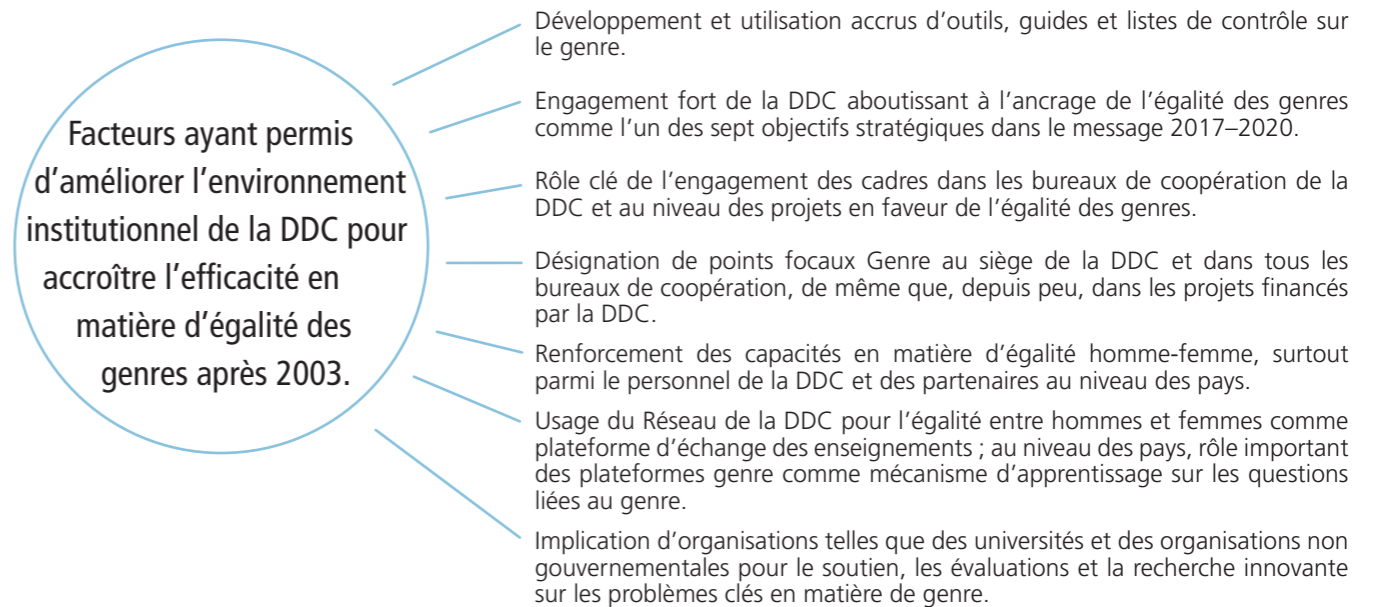 Facteurs ayant permis
d’améliorer l’environnement
institutionnel de la DDC pour
accroître l’efficacité en
matière d’égalité des
genres après 2003.
Développement et utilisation accrus d’outils, guides et listes de contrôle sur
le genre.
Engagement fort de la DDC aboutissant à l’ancrage de l’égalité des genres
comme l’un des sept objectifs stratégiques dans le message 2017–2020.
Rôle clé de l’engagement des cadres dans les bureaux de coopération de la
DDC et au niveau des projets en faveur de l’égalité des genres.
Désignation de points focaux Genre au siège de la DDC et dans tous les
bureaux de coopération, de même que, depuis peu, dans les projets financés
par la DDC.
Renforcement des capacités en matière d’égalité homme-femme, surtout
parmi le personnel de la DDC et des partenaires au niveau des pays.
Usage du Réseau de la DDC pour l’égalité entre hommes et femmes comme
plateforme d’échange des enseignements ; au niveau des pays, rôle important
des plateformes genre comme mécanisme d’apprentissage sur les questions
liées au genre.
Implication d’organisations telles que des universités et des organisations non
gouvernementales pour le soutien, les évaluations et la recherche innovante
sur les problèmes clés en matière de genre.